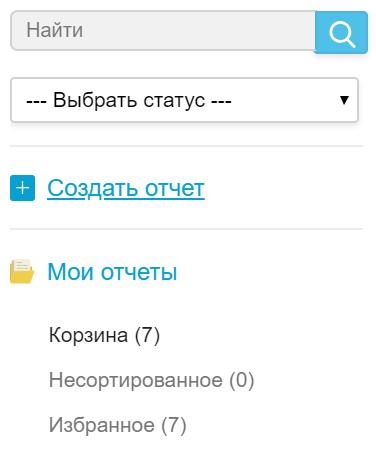 Найти
--- Выбрать статус ---
Создать отчет
Мои отчеты
Корзина (7)
Несортированное (0)
Избранное (7)